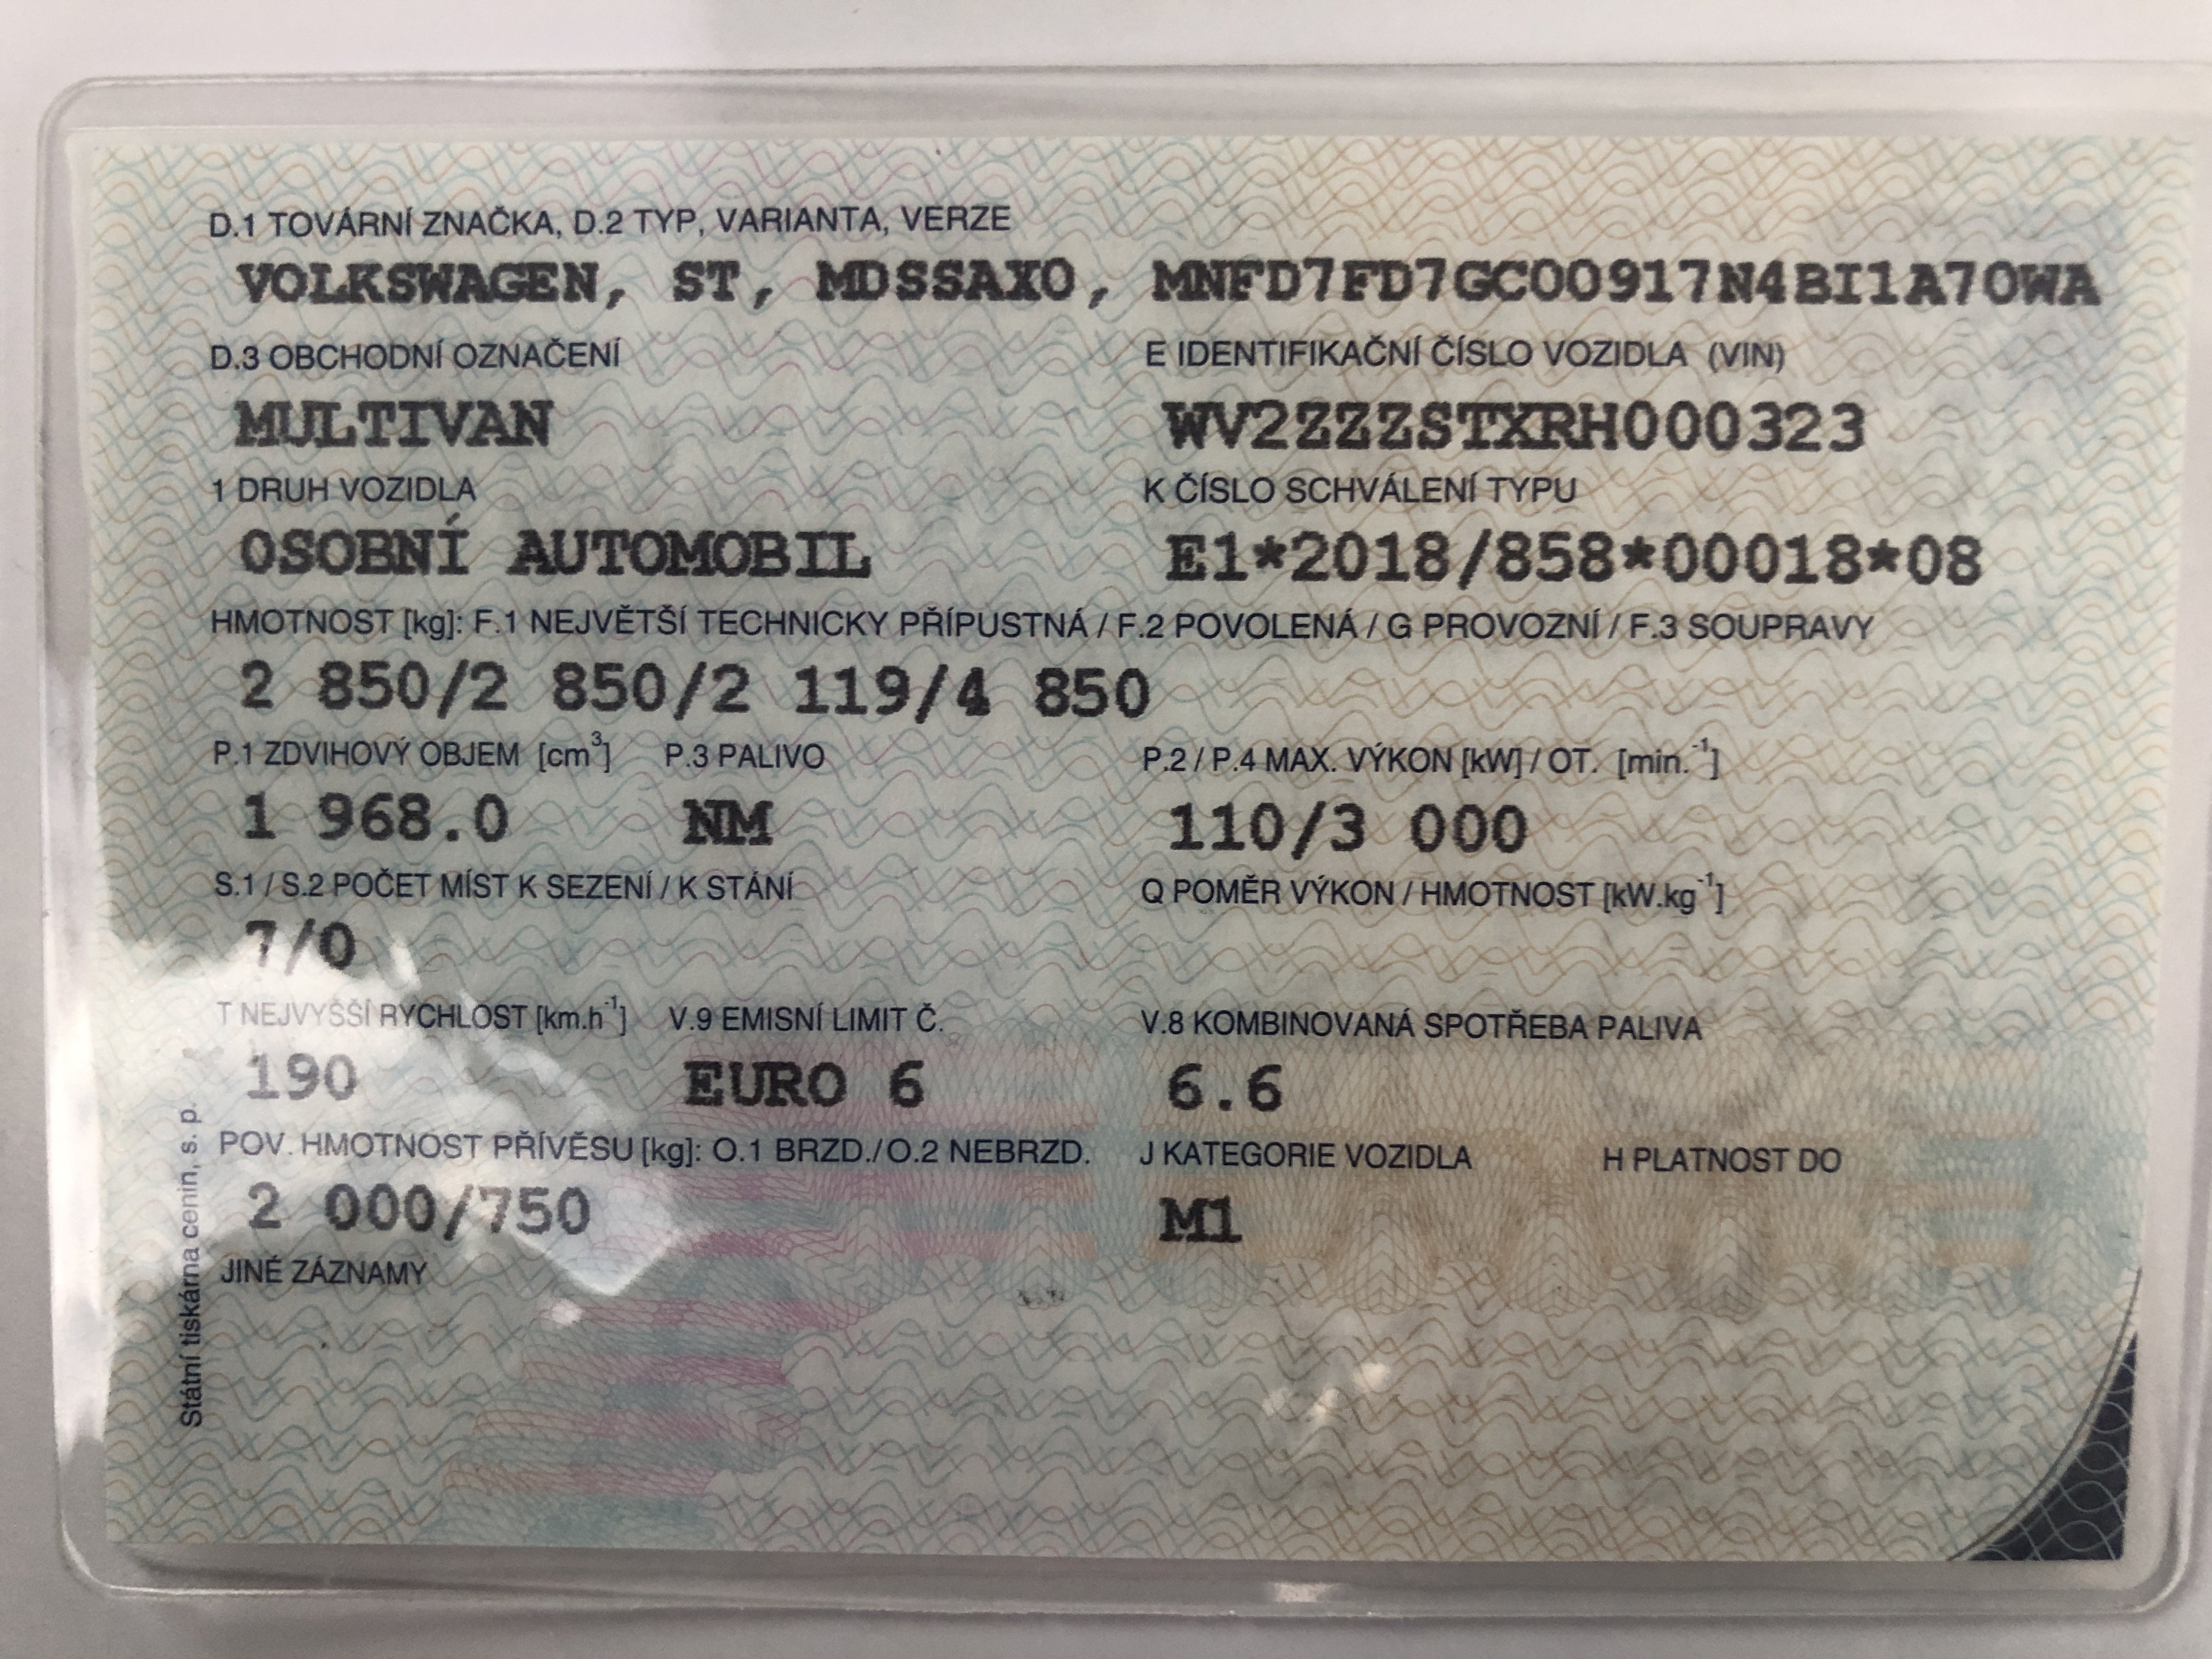 D.1 TOVÁRNÍ ZNAČKA, D.2 TYP, VARIANTA, VERZE
VOLKSWAGEN, ST, MDSSAX0, MNFD7FD7GC00917N4BI1A70WA
D.3 OBCHODNÍ OZNAČENÍ E IDENTIFIKAČNÍ ČÍSLO VOZIDLA (VIN)
MULTIVAN WV2ZZZSTXRH000323
1 DRUH VOZIDLA K ČÍSLO SCHVÁLENÍ TYPU
OSOBNÍ AUTOMOBIL E1*2018/858*00018*08
HMOTNOST [kg]: F.1 NEJVĚTŠÍ TECHNICKY PŘÍPUSTNÁ / F.2 POVOLENÁ / G PROVOZNÍ / F.3 SOUPRAVY
2 850/2 850/2 119/4 850
P.1 ZDVIHOVÝ OBJEM [cm³] P.3 PALIVO P.2 / P.4 MAX. VÝKON [kW] / OT. [min.⁻¹]
1 968.0 NM 110/3 000
S.1 / S.2 POČET MÍST K SEZENÍ / K STÁNÍ Q POMĚR VÝKON / HMOTNOST [kW.kg⁻¹]
7/0
T NEJVYŠŠÍ RYCHLOST [km.h⁻¹] V.9 EMISNÍ LIMIT Č. V.8 KOMBINOVANÁ SPOTŘEBA PALIVA
190 EURO 6 6.6
POV. HMOTNOST PŘÍVĚSU [kg]: O.1 BRZD./O.2 NEBRZD. J KATEGORIE VOZIDLA H PLATNOST DO
2 000/750 M1
JINÉ ZÁZNAMY
Státní tiskárna cenin, s. p.